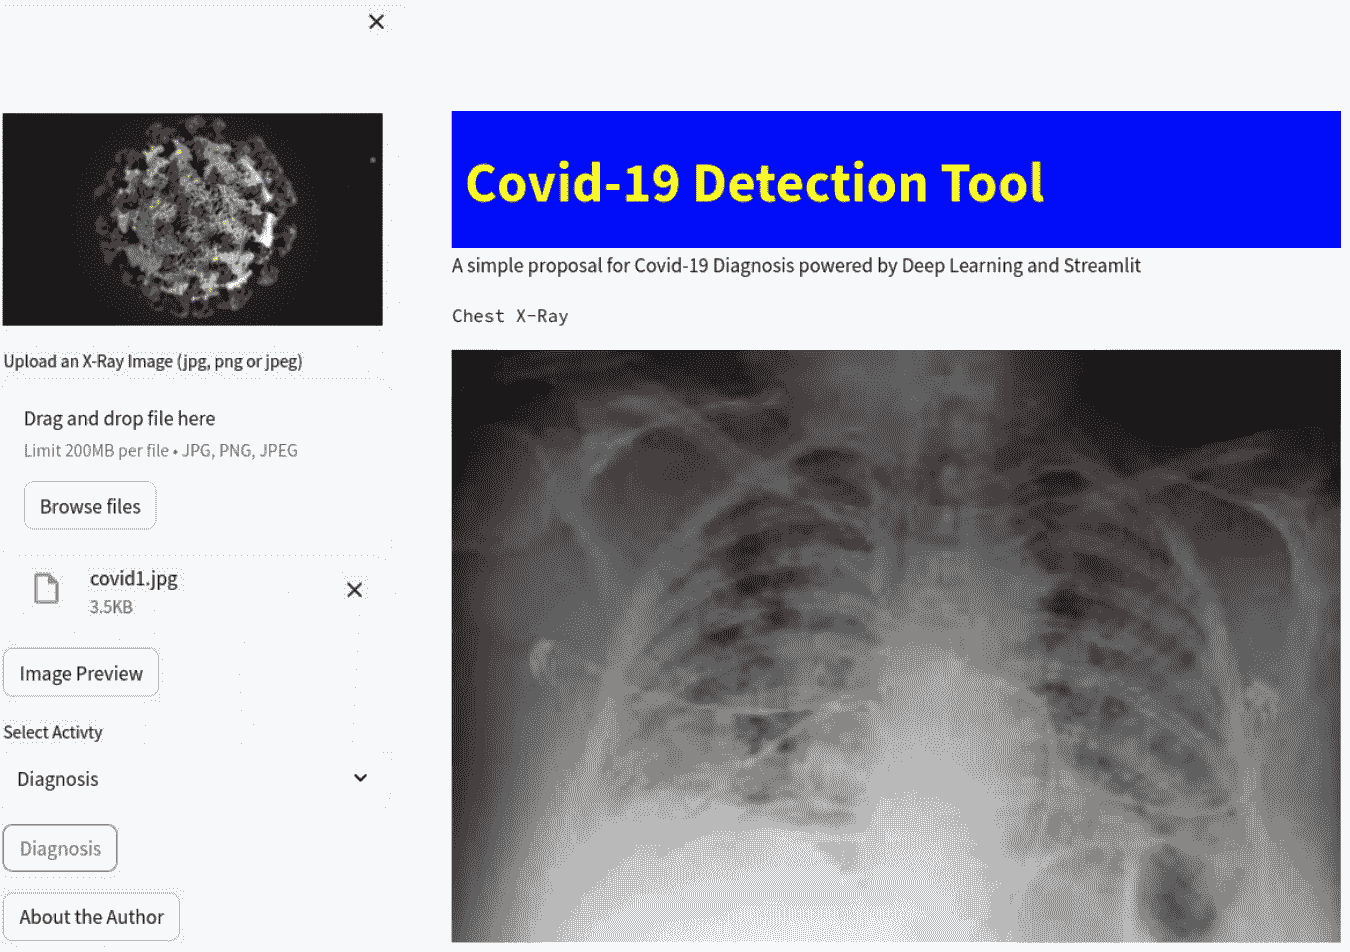 Covid-19 Detection Tool
A simple proposal for Covid-19 Diagnosis powered by Deep Learning and Streamlit
Chest X-Ray
Upload an X-Ray Image (jpg, png or jpeg)
Drag and drop file here
Limit 200MB per file • JPG, PNG, JPEG
Browse files
covid1.jpg
3.5KB
Image Preview
Select Activty
Diagnosis
Diagnosis
About the Author